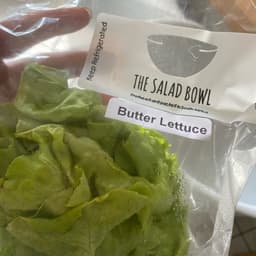 Keep Refrigerated
THE SALAD BOWL
Butter Lettuce